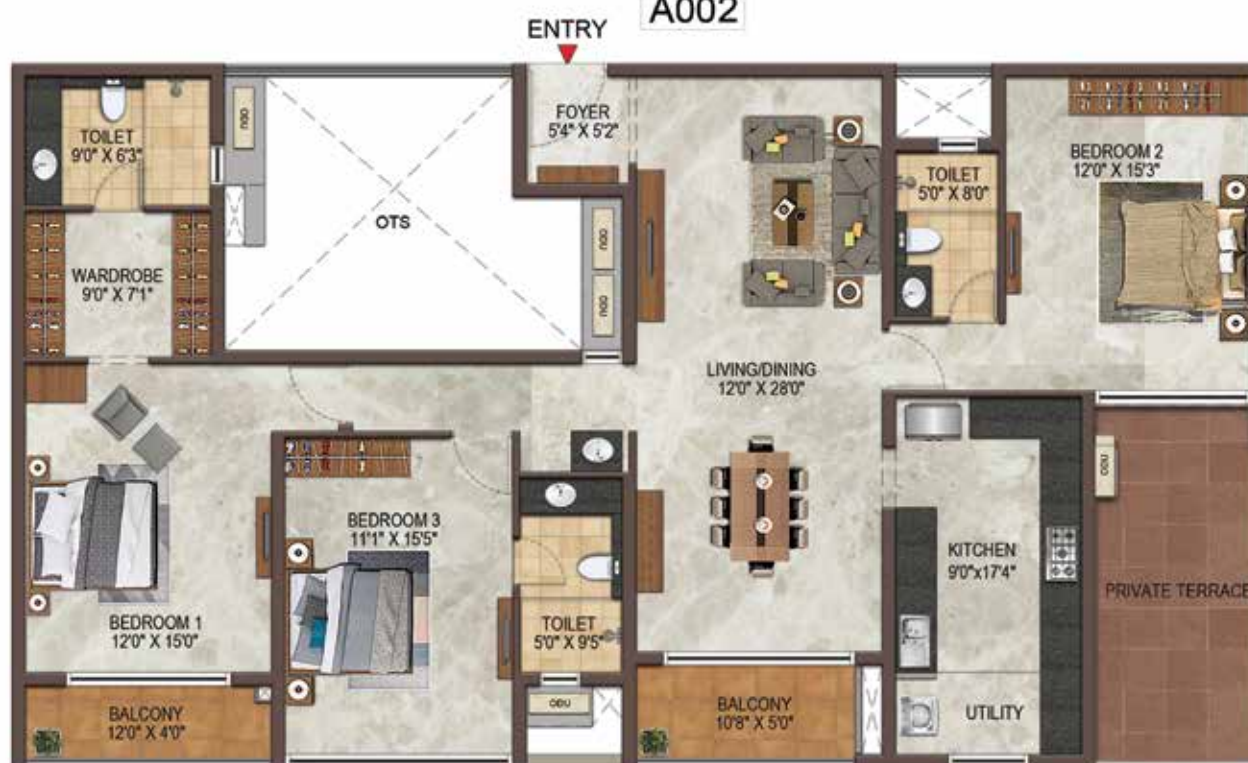 A002
ENTRY
FOYER
5'4" X 5'2"
TOILET
9'0" X 6'3"
ODU
OTS
ODU
ODU
WARDROBE
9'0" X 7'1"
TOILET
5'0" X 8'0"
BEDROOM 2
12'0" X 15'3"
LIVING/DINING
12'0" X 28'0"
ODU
BEDROOM 3
11'1" X 15'5"
KITCHEN
9'0"x17'4"
PRIVATE TERRACE
BEDROOM 1
12'0" X 15'0"
TOILET
5'0" X 9'5"
ODU
BALCONY
12'0" X 4'0"
BALCONY
10'8" X 5'0"
UTILITY